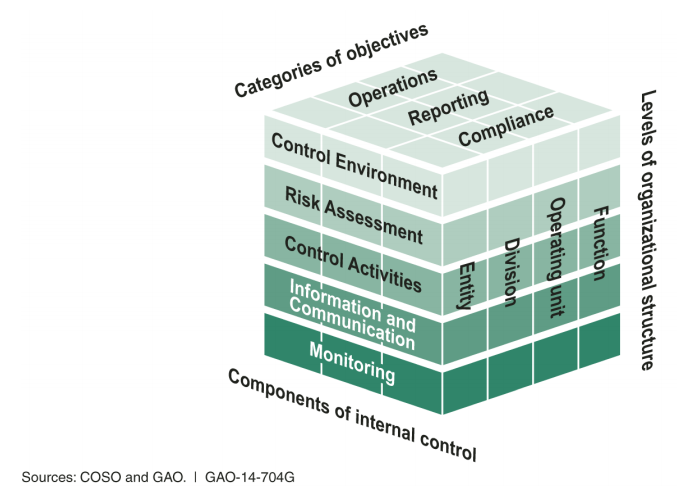 Categories of objectives
Operations
Reporting
Compliance
Control Environment
Risk Assessment
Control Activities
Information and
Communication
Monitoring
Components of internal control
Entity
Division
Operating unit
Function
Levels of organizational structure
Sources: COSO and GAO. | GAO-14-704G